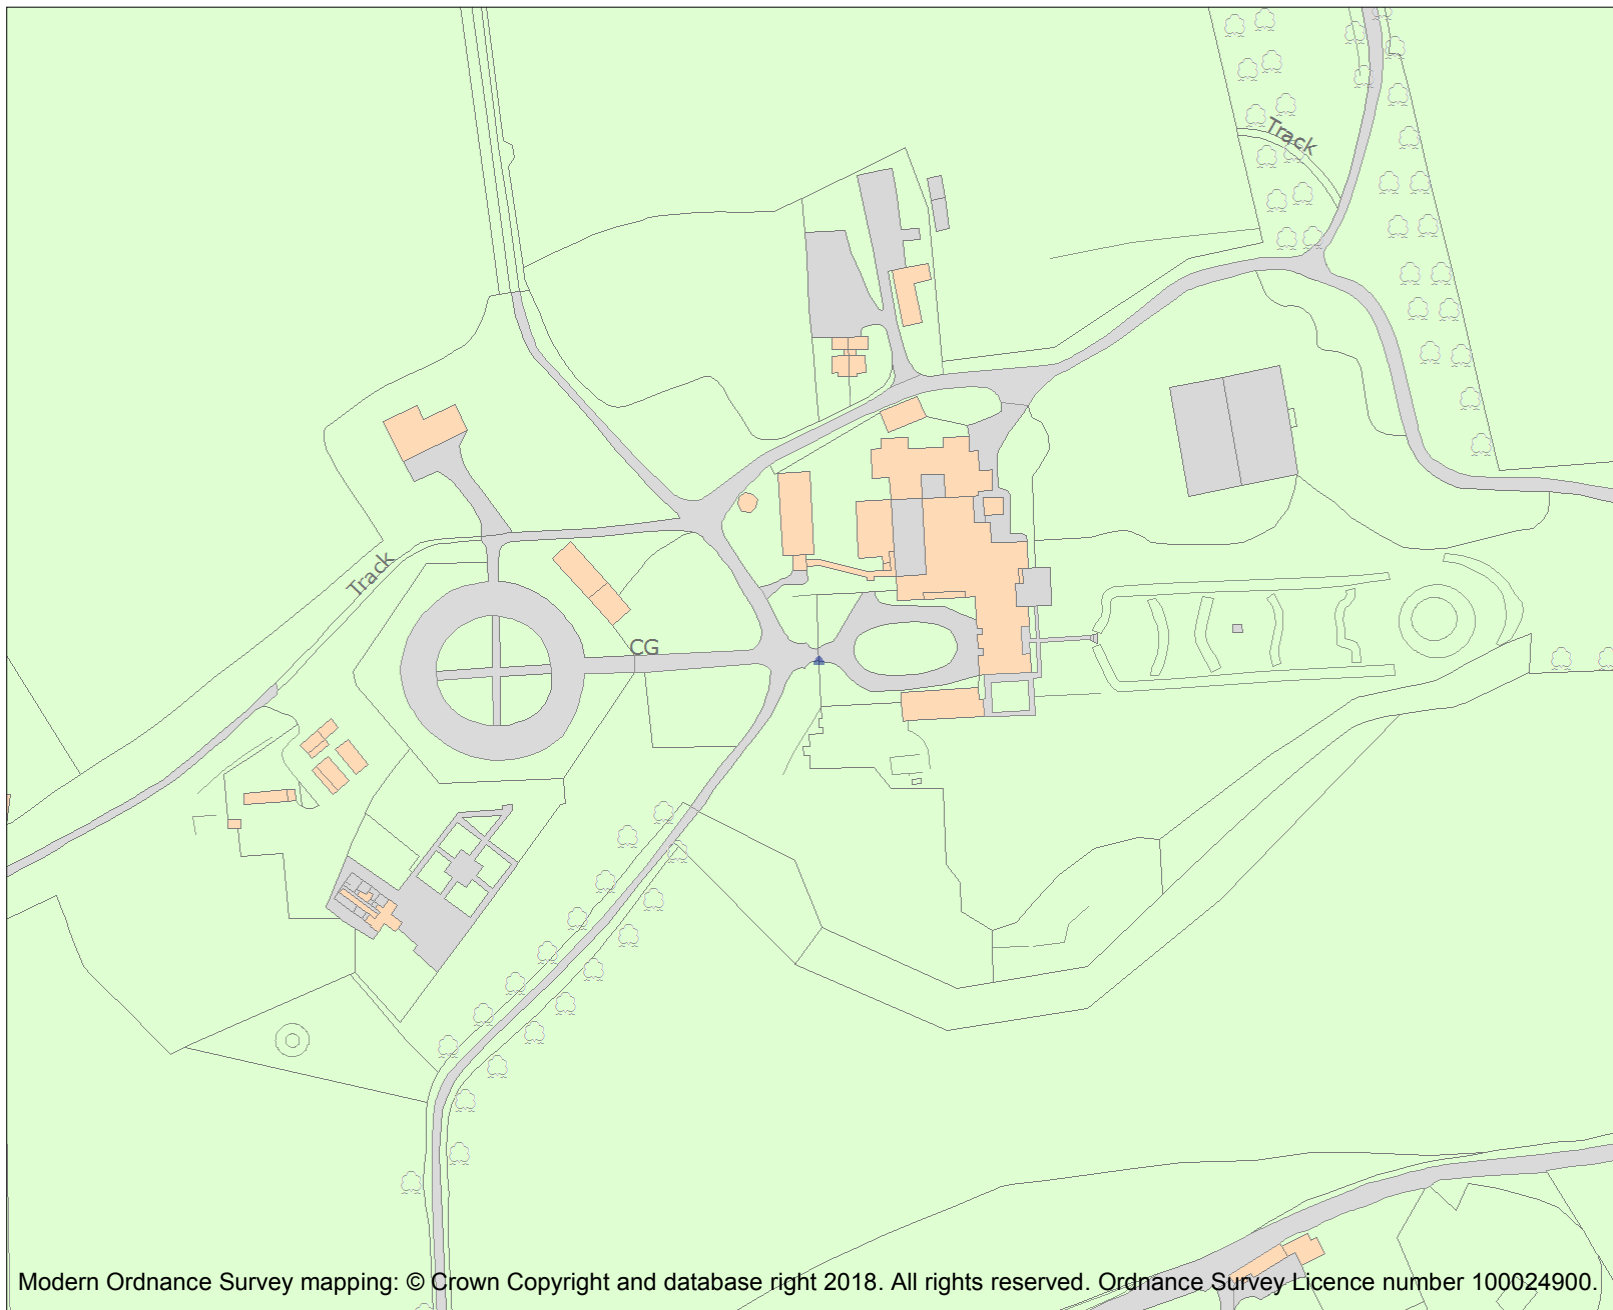 Track
Track
CG
Modern Ordnance Survey mapping: © Crown Copyright and database right 2018. All rights reserved. Ordnance Survey Licence number 100024900.